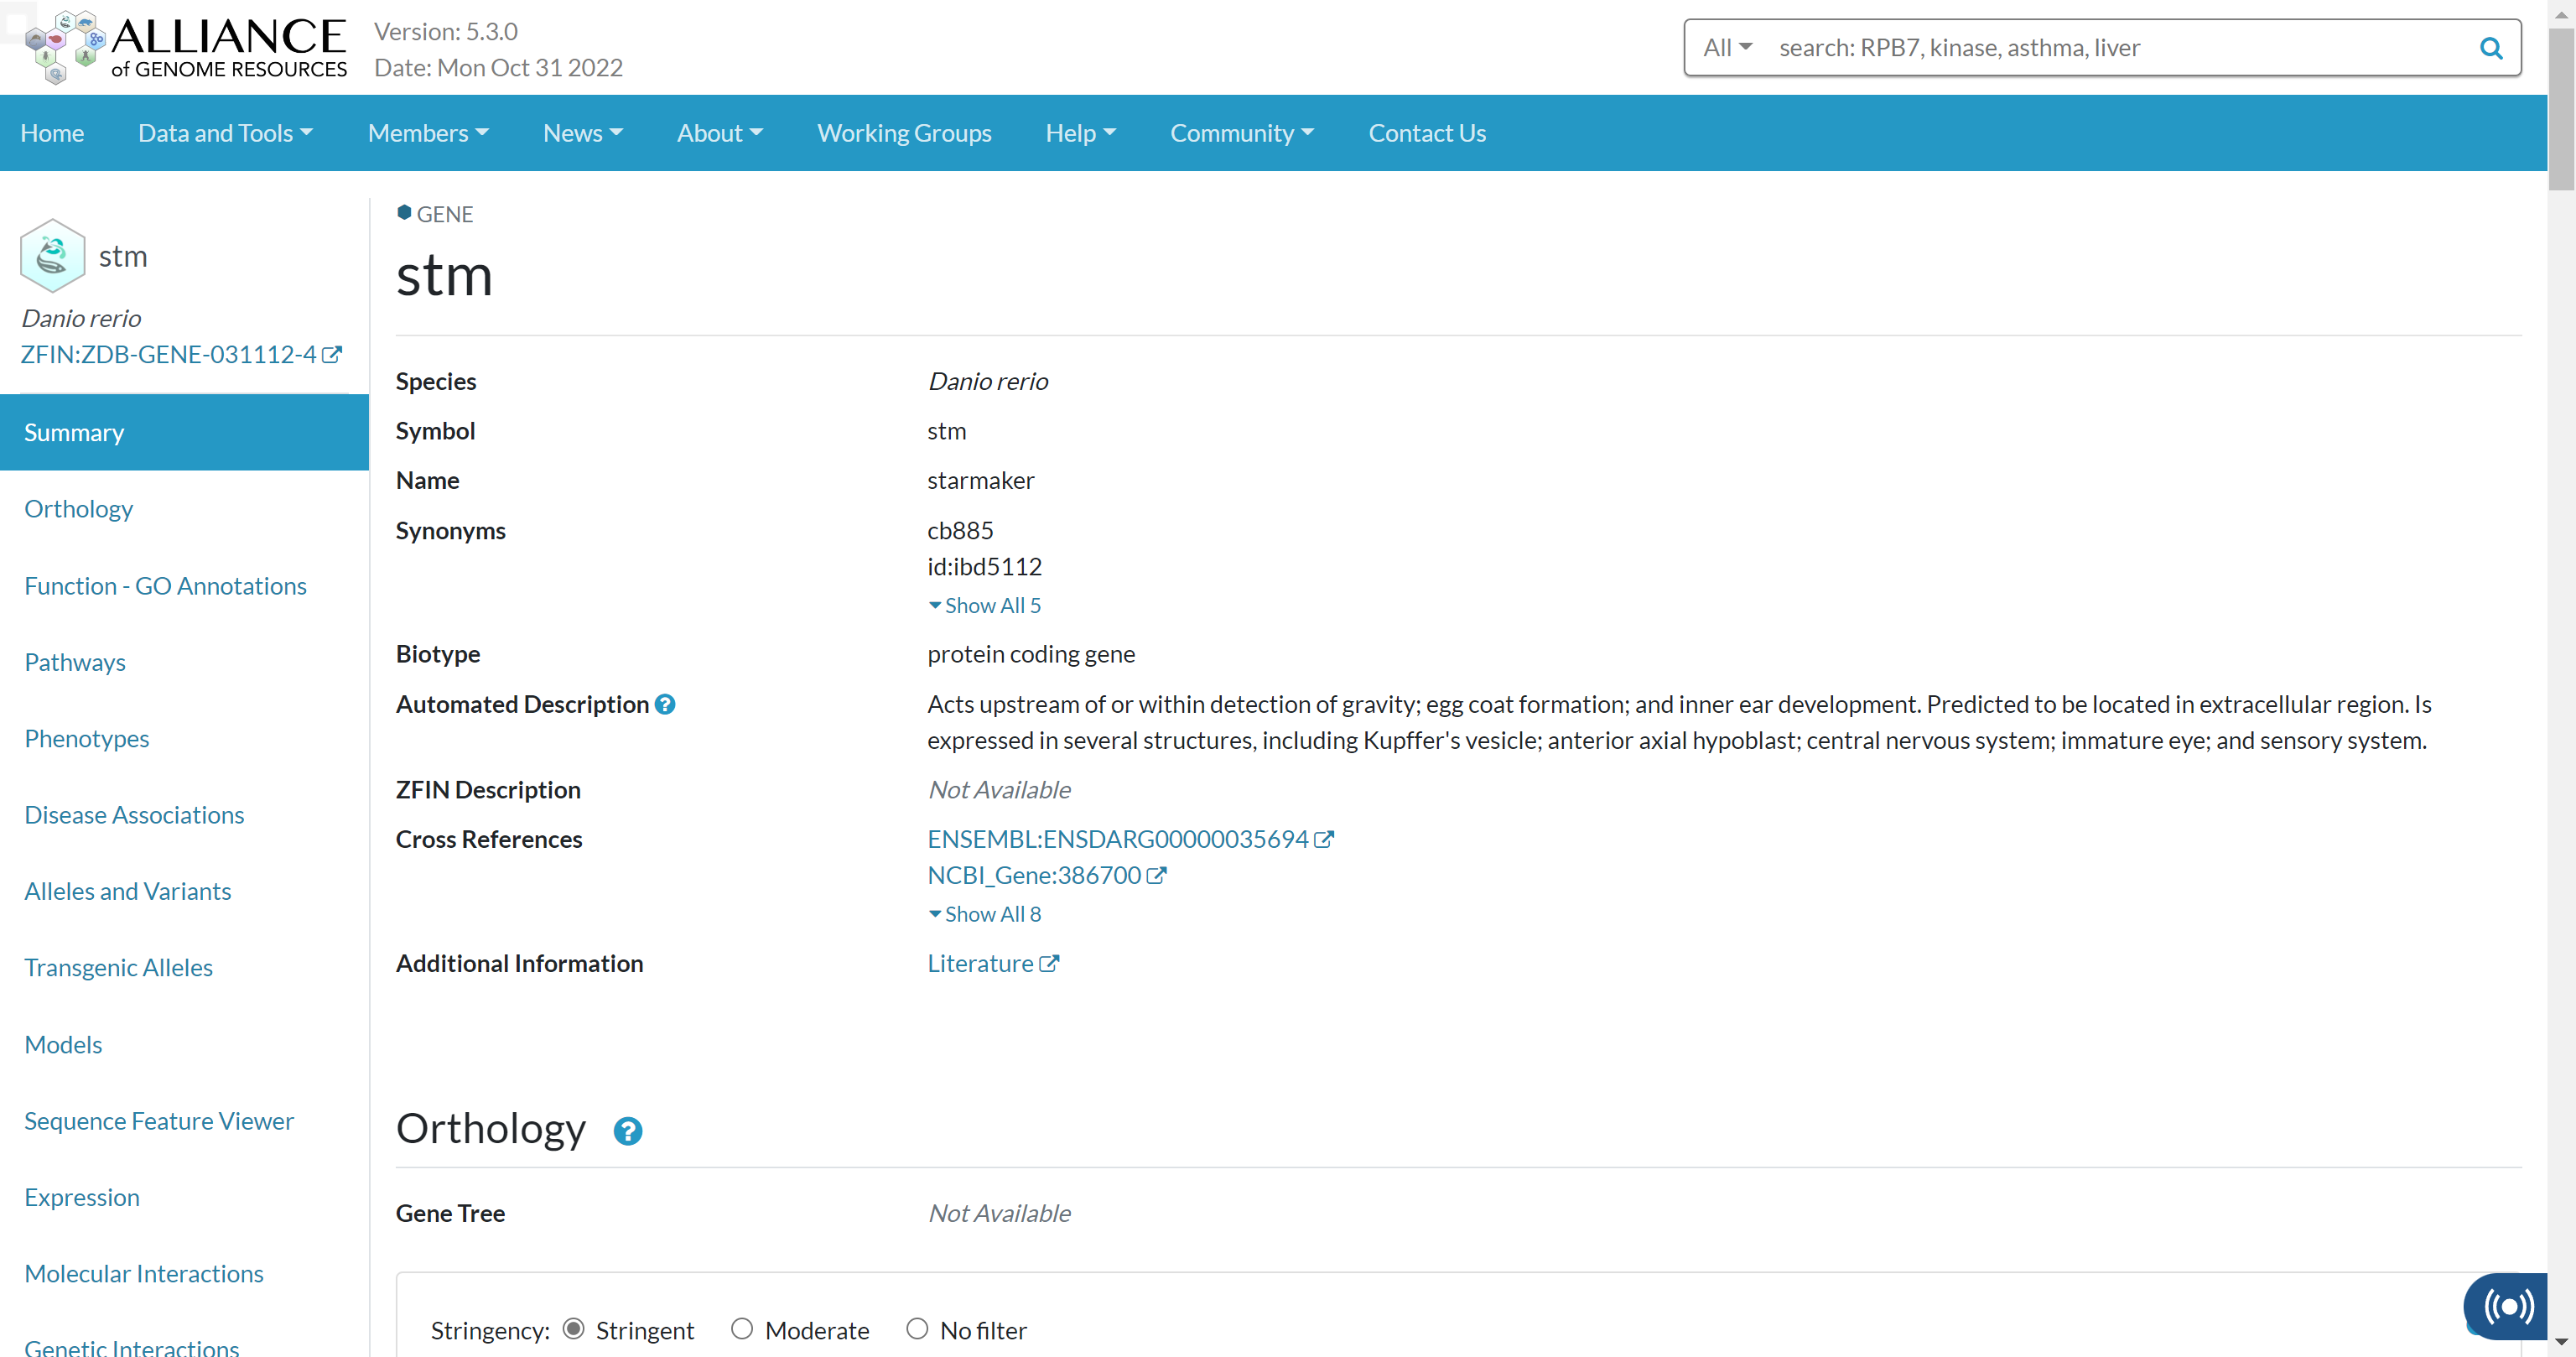 ALLIANCE
of GENOME RESOURCES
Version: 5.3.0
Date: Mon Oct 31 2022
All
search: RPB7, kinase, asthma, liver
Home
Data and Tools
Members
News
About
Working Groups
Help
Community
Contact Us
stm
Danio rerio
ZFIN:ZDB-GENE-031112-4
Summary
Orthology
Function - GO Annotations
Pathways
Phenotypes
Disease Associations
Alleles and Variants
Transgenic Alleles
Models
Sequence Feature Viewer
Expression
Molecular Interactions
Genetic Interactions
GENE
stm
Species
Danio rerio
Symbol
stm
Name
starmaker
Synonyms
cb885
id:ibd5112
Show All 5
Biotype
protein coding gene
Automated Description
Acts upstream of or within detection of gravity; egg coat formation; and inner ear development. Predicted to be located in extracellular region. Is
expressed in several structures, including Kupffer's vesicle; anterior axial hypoblast; central nervous system; immature eye; and sensory system.
ZFIN Description
Not Available
Cross References
ENSEMBL:ENSDARG00000035694
NCBI_Gene:386700
Show All 8
Additional Information
Literature
Orthology
Gene Tree
Not Available
Stringency:
Stringent
Moderate
No filter